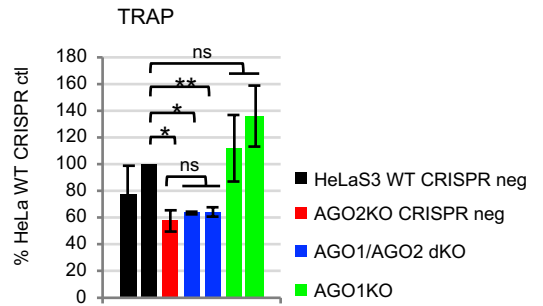 TRAP
% HeLa WT CRISPR ctl
180
160
140
120
100
80
60
40
20
0
ns
**
*
*
ns
HeLaS3 WT CRISPR neg
AGO2KO CRISPR neg
AGO1/AGO2 dKO
AGO1KO